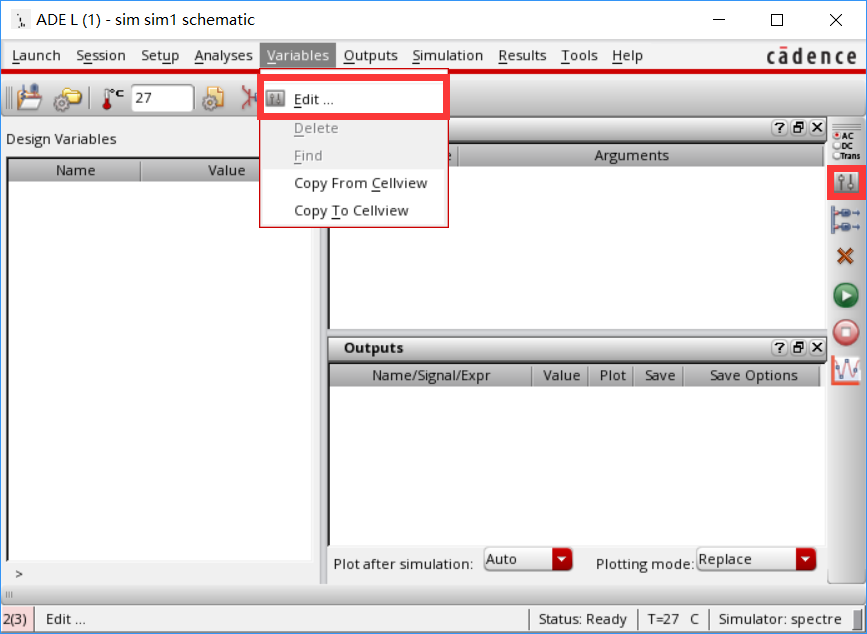 ADE L (1) - sim sim1 schematic
Launch Session Setup Analyses Variables Outputs Simulation Results Tools Help cādence
°C 27
Edit ...
Delete
Find
Copy From Cellview
Copy To Cellview
Design Variables
Name Value
Arguments
AC
DC
Trans
Outputs
Name/Signal/Expr Value Plot Save Save Options
>
Plot after simulation: Auto Plotting mode: Replace
2(3) Edit ... Status: Ready T=27 C Simulator: spectre